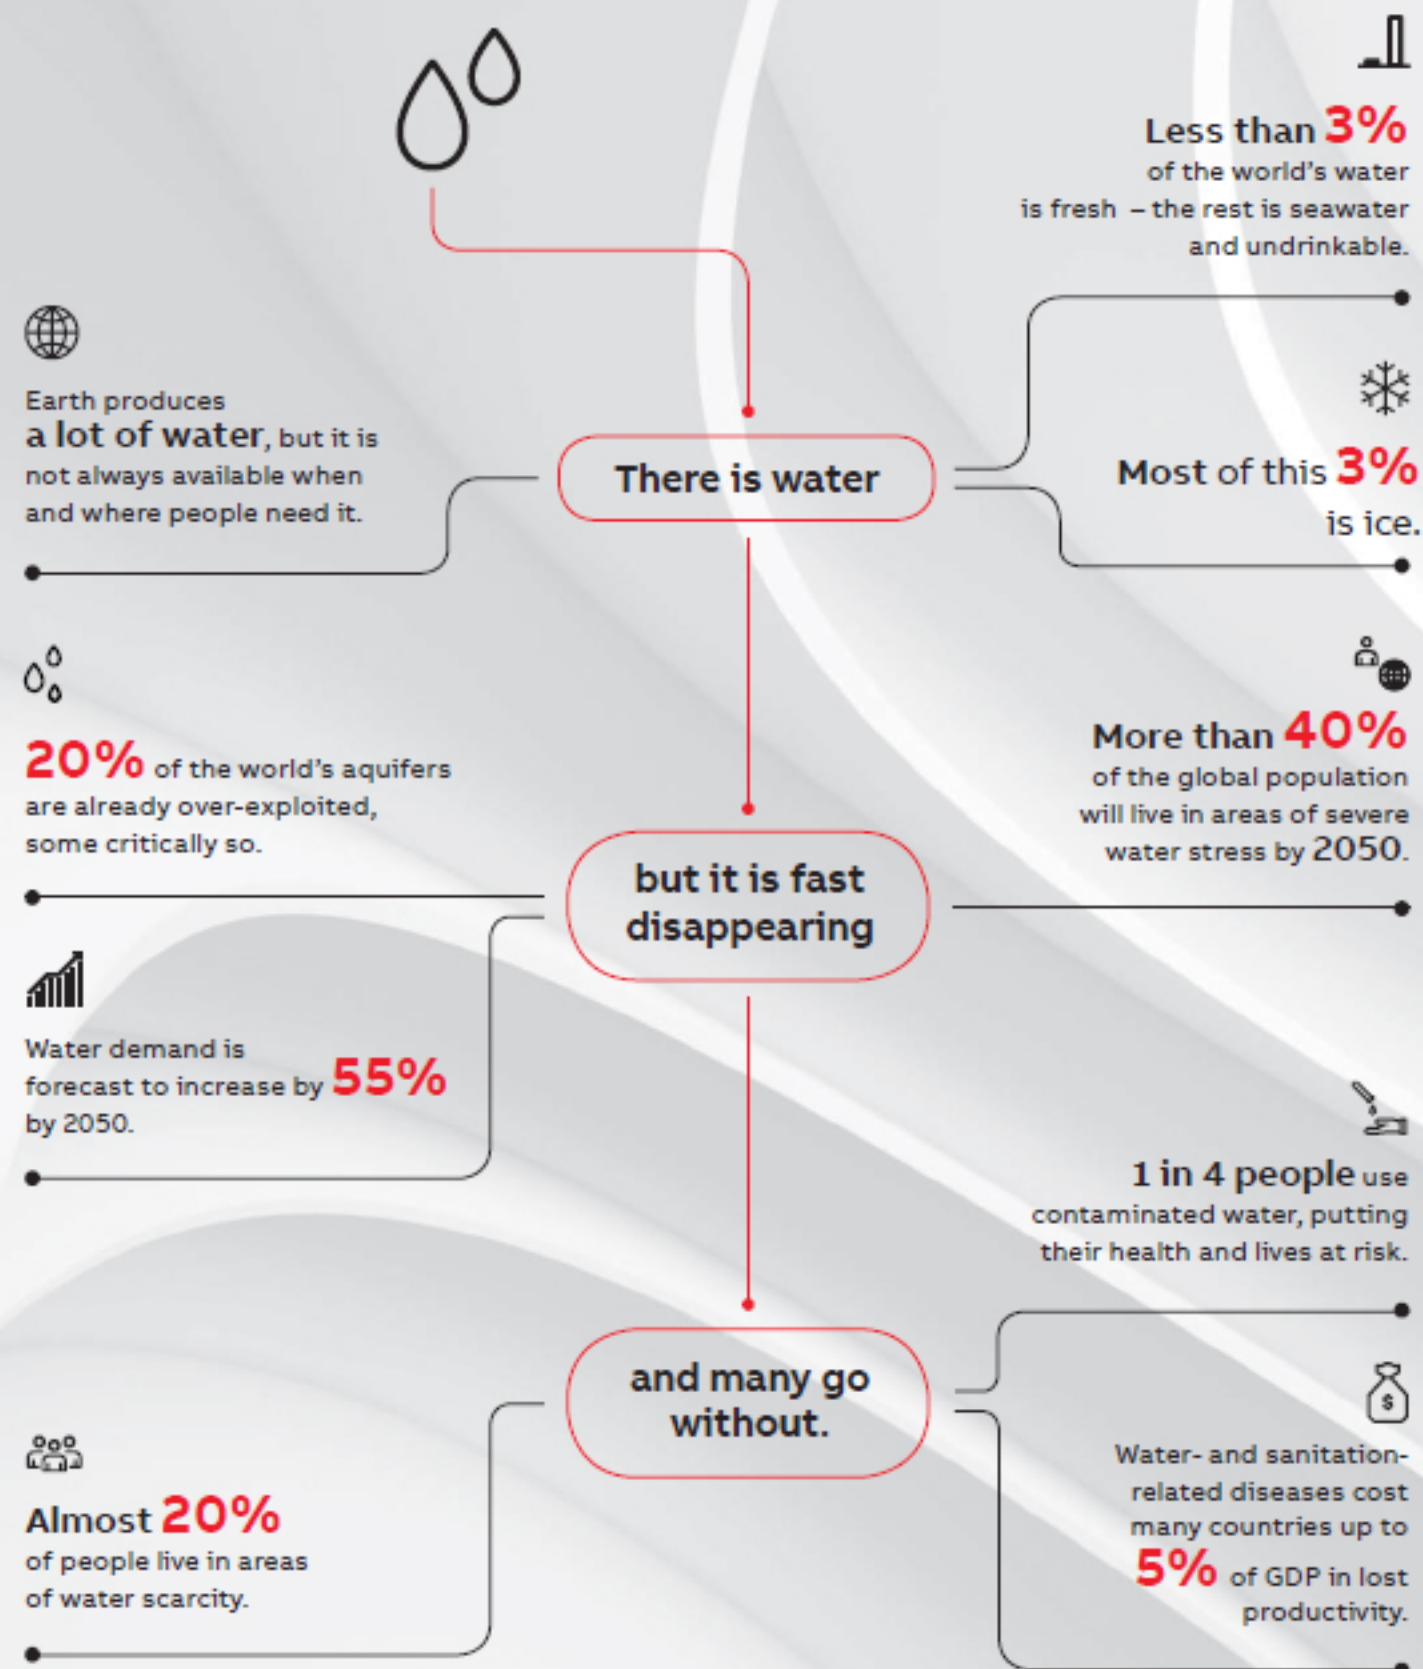 Less than 3%
of the world's water
is fresh – the rest is seawater
and undrinkable.
Earth produces
a lot of water, but it is
not always available when
and where people need it.
There is water
Most of this 3%
is ice.
20% of the world's aquifers
are already over-exploited,
some critically so.
More than 40%
of the global population
will live in areas of severe
water stress by 2050.
but it is fast
disappearing
Water demand is
forecast to increase by 55%
by 2050.
1 in 4 people use
contaminated water, putting
their health and lives at risk.
and many go
without.
Almost 20%
of people live in areas
of water scarcity.
$
Water- and sanitation-
related diseases cost
many countries up to
5% of GDP in lost
productivity.